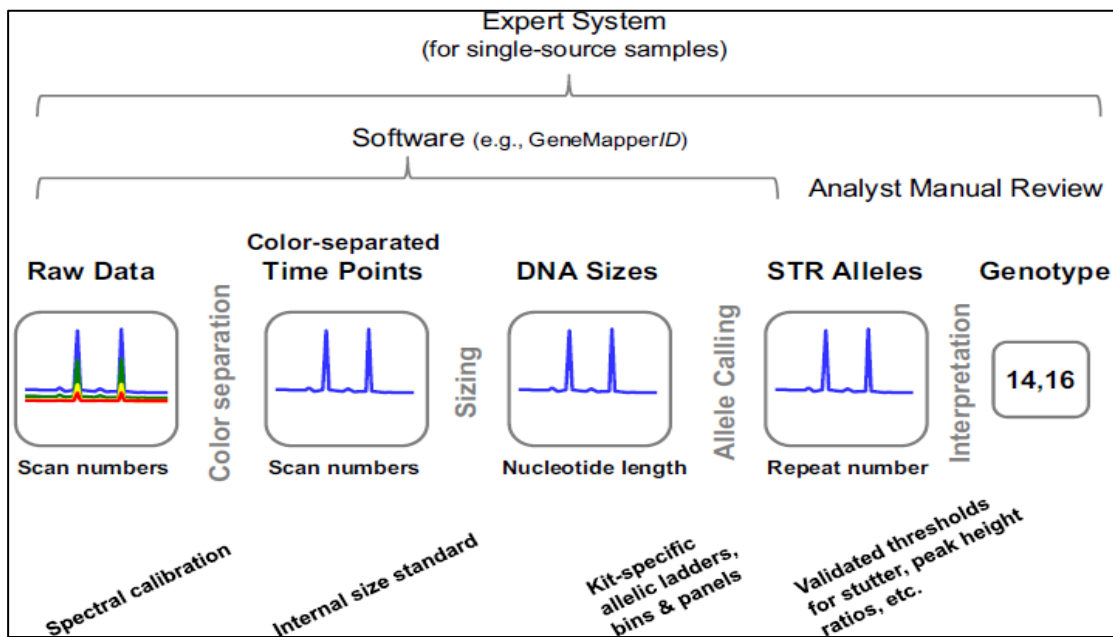 Expert System
(for single-source samples)
Software (e.g., GeneMapperID)
Analyst Manual Review
Raw Data
Color-separated
Time Points
DNA Sizes
STR Alleles
Genotype
Color separation
Sizing
Allele Calling
Interpretation
14,16
Scan numbers
Scan numbers
Nucleotide length
Repeat number
Spectral calibration
Internal size standard
Kit-specific
allelic ladders,
bins & panels
Validated thresholds
for stutter, peak height
ratios, etc.